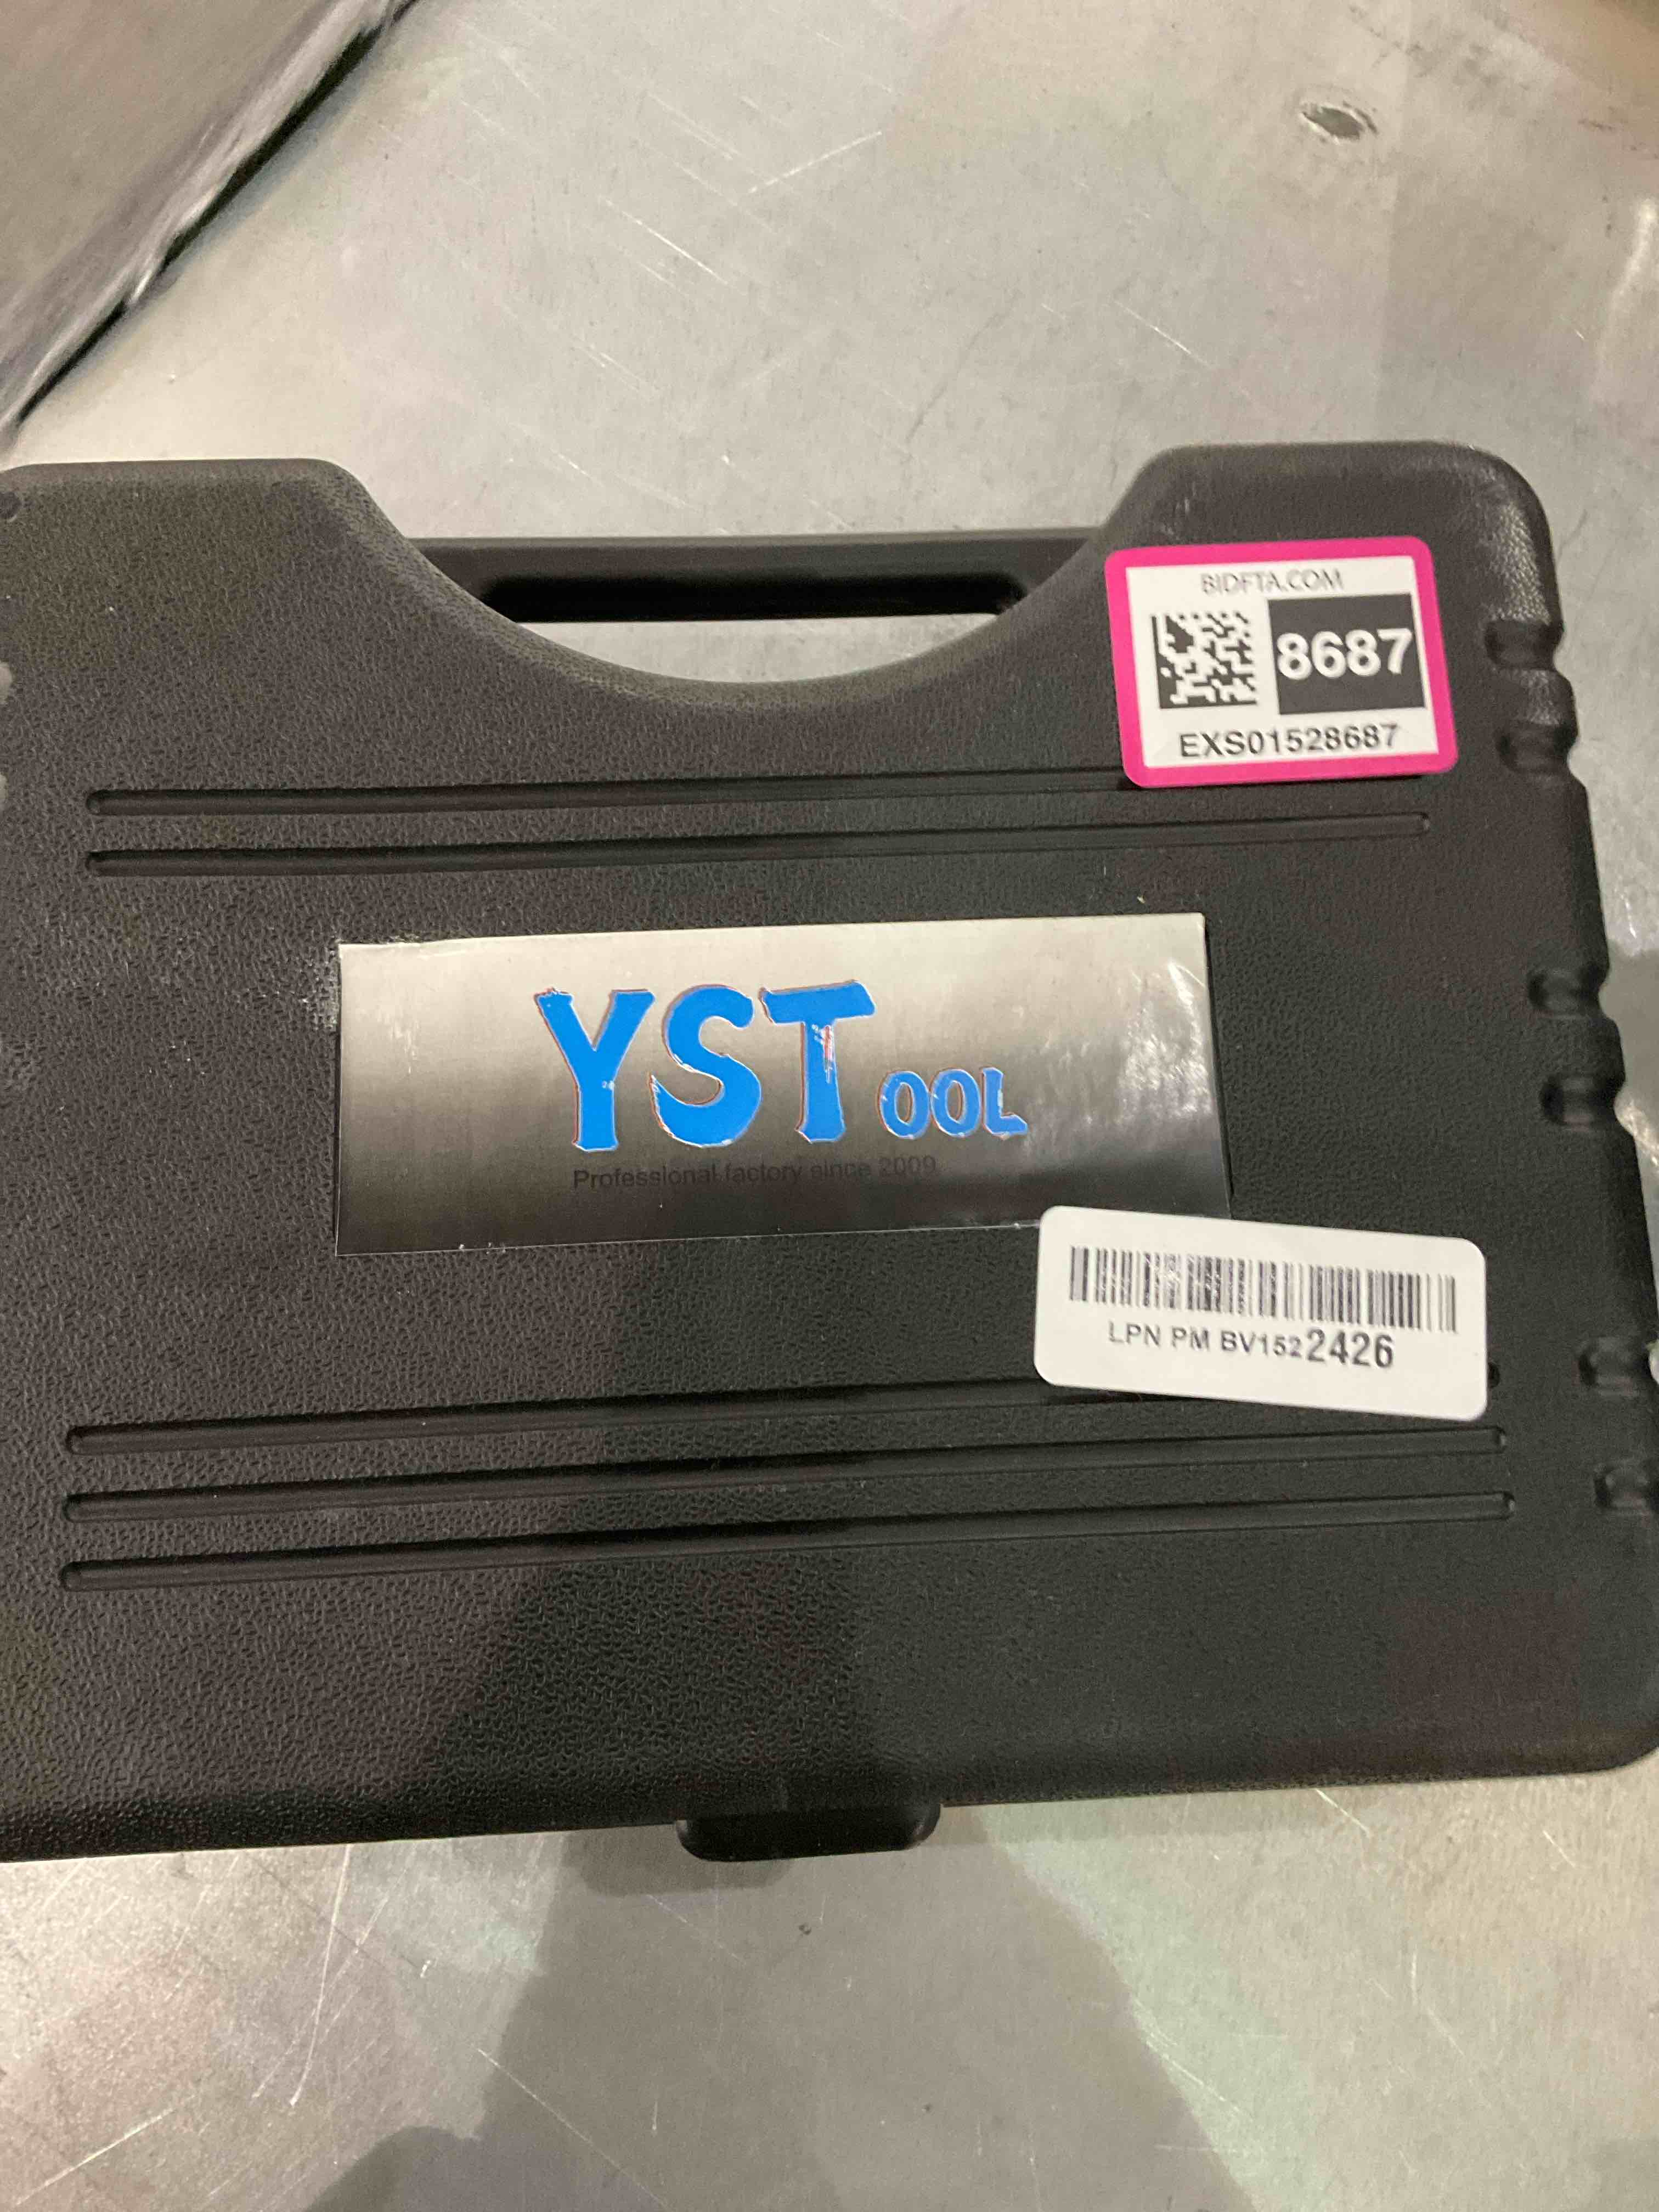 BIDFTA.COM
8687
EXS01528687
YSTOOL
Professional factory since 2009
LPN PM BV1522426